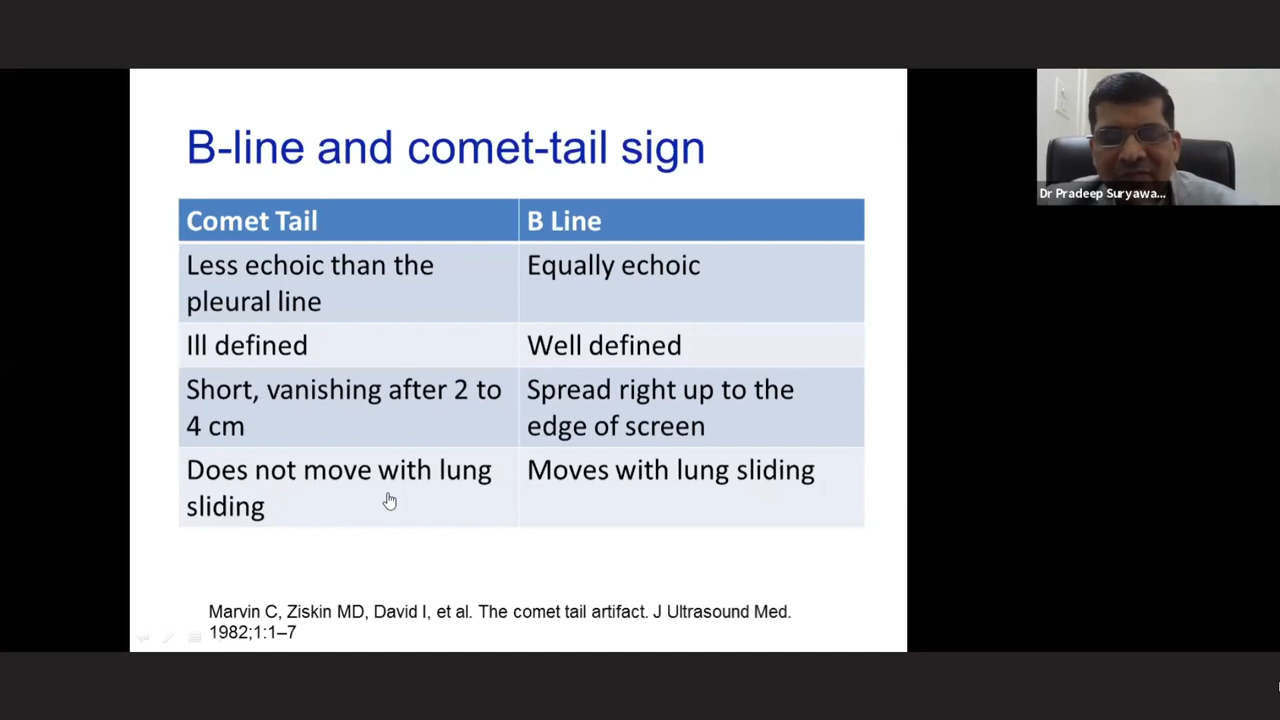 B-line and comet-tail sign
Comet Tail
B Line
Less echoic than the
pleural line
Equally echoic
Ill defined
Well defined
Short, vanishing after 2 to
4 cm
Spread right up to the
edge of screen
Does not move with lung
sliding
Moves with lung sliding
Marvin C, Ziskin MD, David I, et al. The comet tail artifact. J Ultrasound Med.
1982;1:1–7
Dr Pradeep Suryawa...